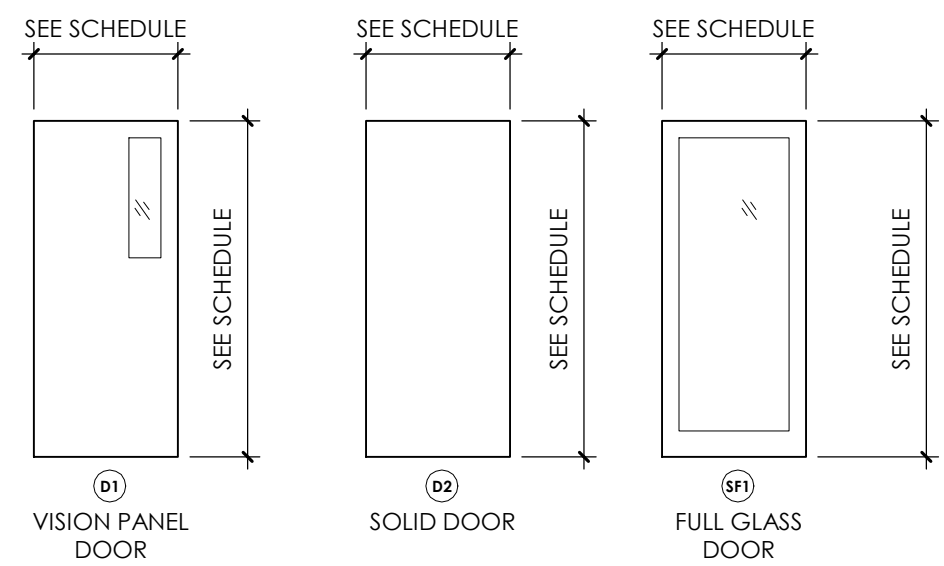 SEE SCHEDULE
SEE SCHEDULE
SEE SCHEDULE
SEE SCHEDULE
SEE SCHEDULE
SEE SCHEDULE
D1
VISION PANEL
DOOR
D2
SOLID DOOR
SF1
FULL GLASS
DOOR